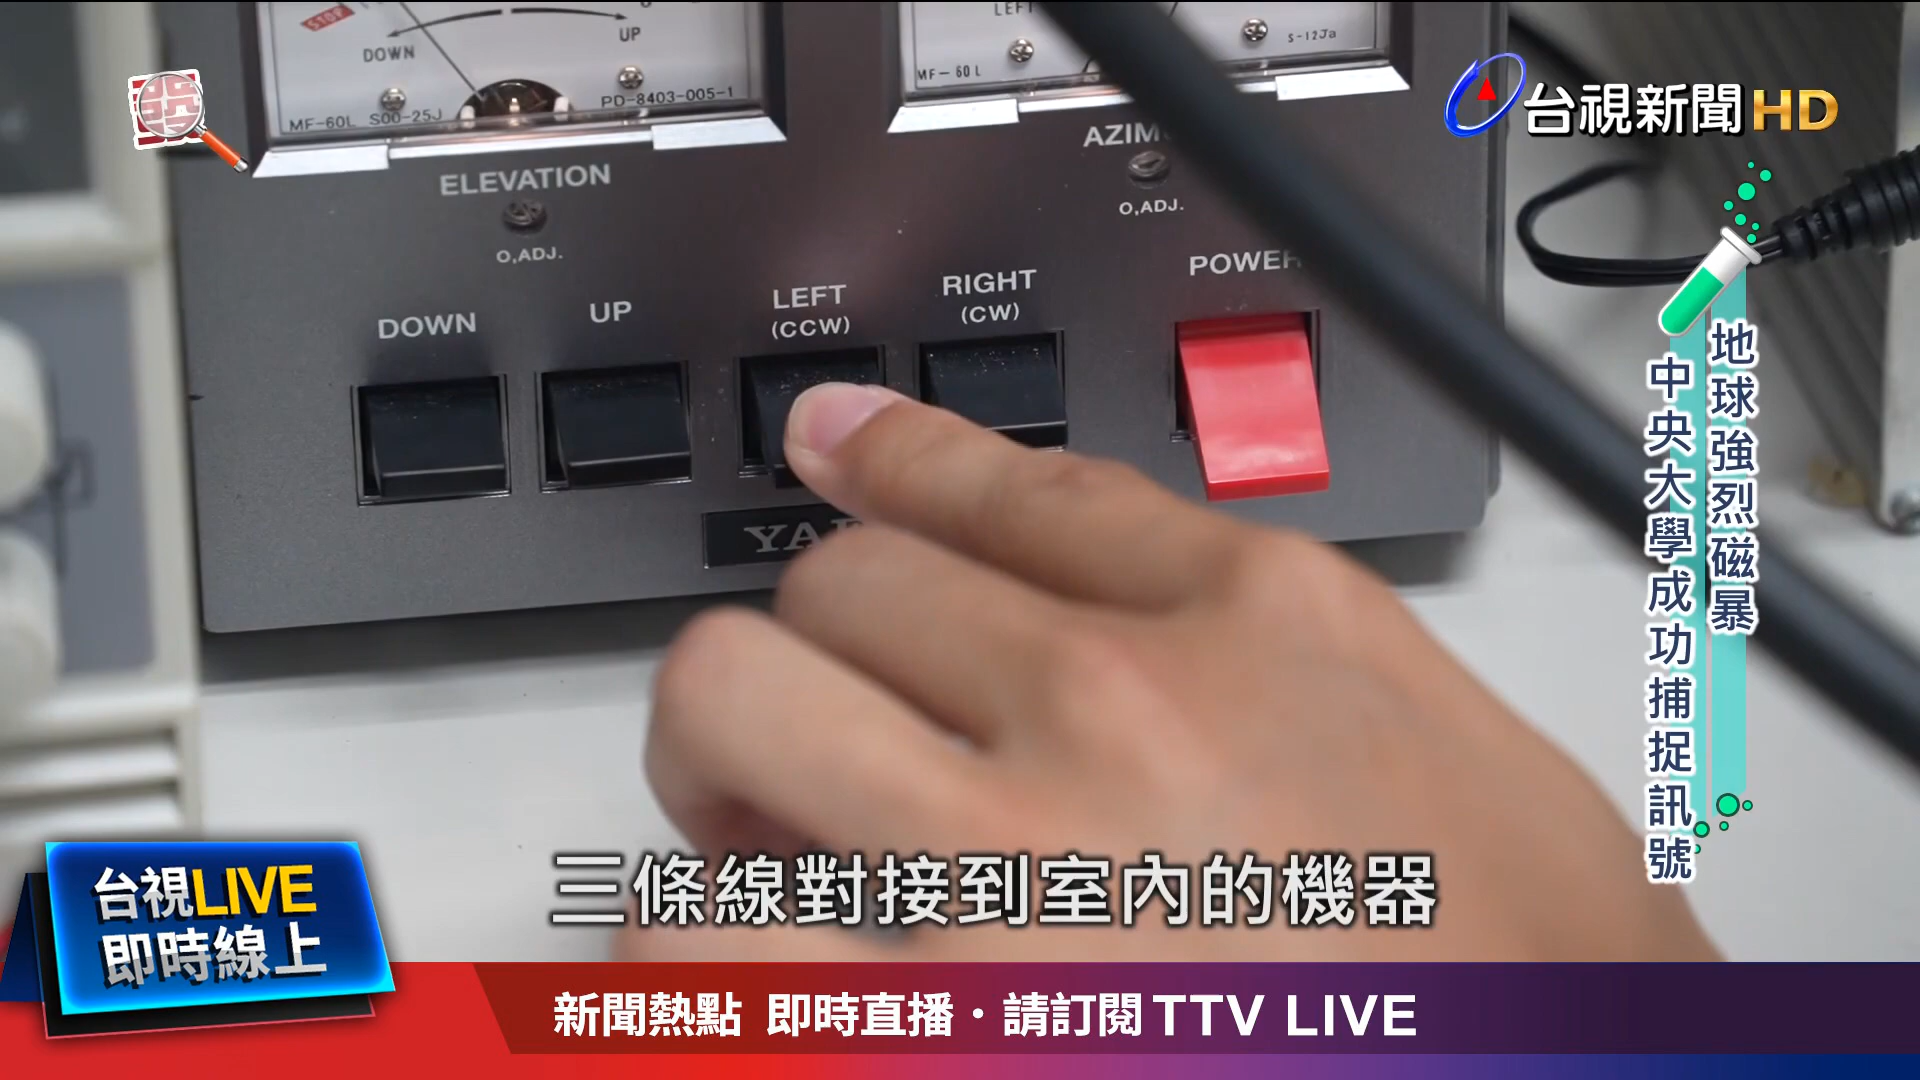 STOP
DOWN
UP
MF-60L S00-25J
PD-8403-005-1
LEFT
MF-60L
S-12Ja
台視新聞HD
ELEVATION
O,ADJ.
O,ADJ.
DOWN
UP
LEFT
(CCW)
RIGHT
(CW)
POWER
地球強烈磁暴
中央大學成功捕捉訊號
三條線對接到室內的機器
台視LIVE
即時線上
新聞熱點 即時直播・請訂閱TTV LIVE